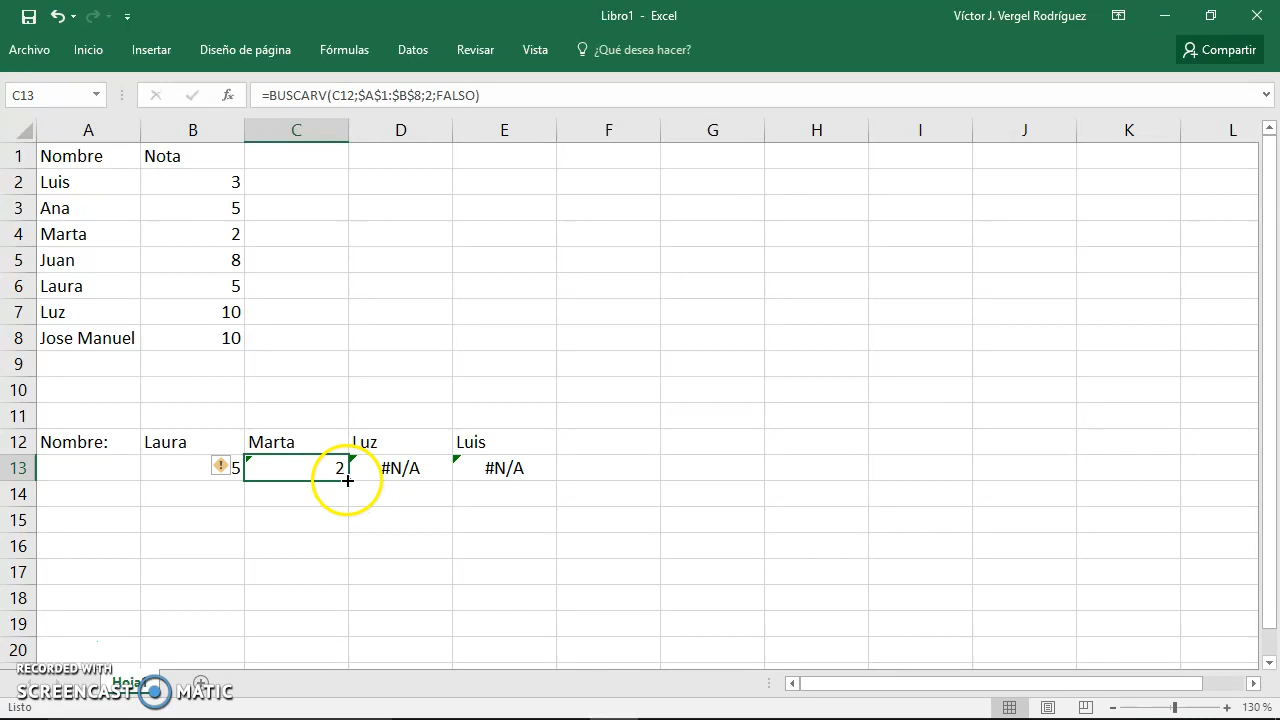 Libro1 - Excel
Víctor J. Vergel Rodríguez
Archivo Inicio Insertar Diseño de página Fórmulas Datos Revisar Vista ¿Qué desea hacer? Compartir
C13 fx =BUSCARV(C12;$A$1:$B$8;2;FALSO)
A B C D E F G H I J K L
1 Nombre Nota
2 Luis 3
3 Ana 5
4 Marta 2
5 Juan 8
6 Laura 5
7 Luz 10
8 Jose Manuel 10
9
10
11
12 Nombre: Laura Marta Luz Luis
13 5 2 #N/A #N/A
14
15
16
17
18
19
20
RECORDED WITH
SCREENCAST MATIC
Listo 130 %